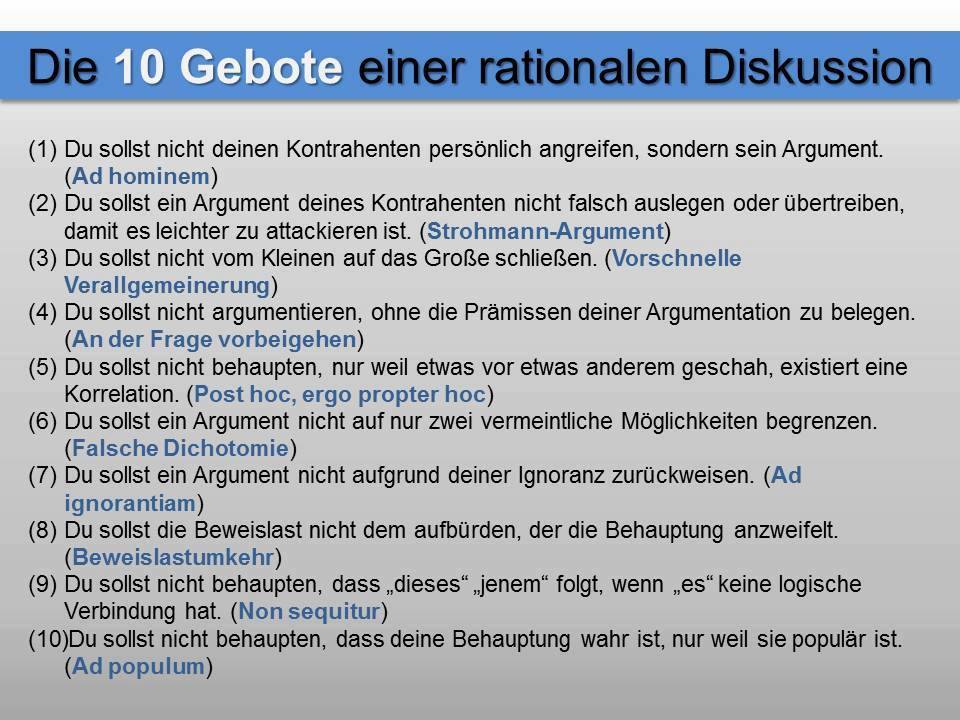 Die 10 Gebote einer rationalen Diskussion
(1) Du sollst nicht deinen Kontrahenten persönlich angreifen, sondern sein Argument.
(Ad hominem)
(2) Du sollst ein Argument deines Kontrahenten nicht falsch auslegen oder übertreiben,
damit es leichter zu attackieren ist. (Strohmann-Argument)
(3) Du sollst nicht vom Kleinen auf das Große schließen. (Vorschnelle
Verallgemeinerung)
(4) Du sollst nicht argumentieren, ohne die Prämissen deiner Argumentation zu belegen.
(An der Frage vorbeigehen)
(5) Du sollst nicht behaupten, nur weil etwas vor etwas anderem geschah, existiert eine
Korrelation. (Post hoc, ergo propter hoc)
(6) Du sollst ein Argument nicht auf nur zwei vermeintliche Möglichkeiten begrenzen.
(Falsche Dichotomie)
(7) Du sollst ein Argument nicht aufgrund deiner Ignoranz zurückweisen. (Ad
ignorantiam)
(8) Du sollst die Beweislast nicht dem aufbürden, der die Behauptung anzweifelt.
(Beweislastumkehr)
(9) Du sollst nicht behaupten, dass „dieses“ „jenem“ folgt, wenn „es“ keine logische
Verbindung hat. (Non sequitur)
(10)Du sollst nicht behaupten, dass deine Behauptung wahr ist, nur weil sie populär ist.
(Ad populum)